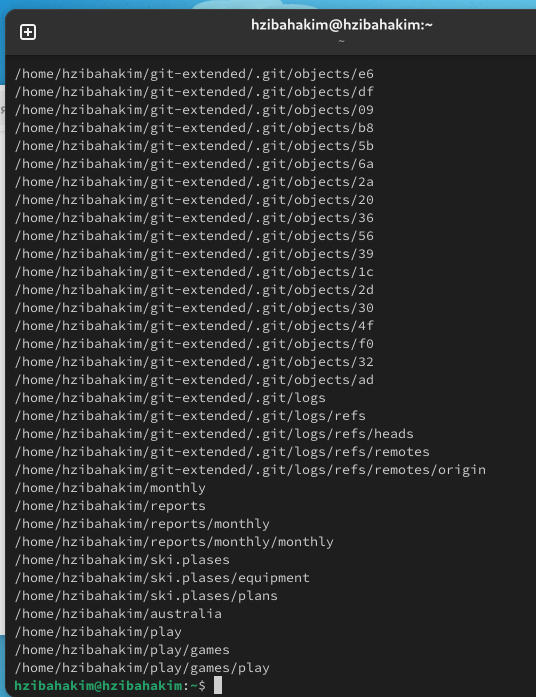 hzibahakim@hzibahakim:~
~
/home/hzibahakim/git-extended/.git/objects/e6
/home/hzibahakim/git-extended/.git/objects/df
/home/hzibahakim/git-extended/.git/objects/09
/home/hzibahakim/git-extended/.git/objects/b8
/home/hzibahakim/git-extended/.git/objects/5b
/home/hzibahakim/git-extended/.git/objects/6a
/home/hzibahakim/git-extended/.git/objects/2a
/home/hzibahakim/git-extended/.git/objects/20
/home/hzibahakim/git-extended/.git/objects/36
/home/hzibahakim/git-extended/.git/objects/56
/home/hzibahakim/git-extended/.git/objects/39
/home/hzibahakim/git-extended/.git/objects/1c
/home/hzibahakim/git-extended/.git/objects/2d
/home/hzibahakim/git-extended/.git/objects/30
/home/hzibahakim/git-extended/.git/objects/4f
/home/hzibahakim/git-extended/.git/objects/f0
/home/hzibahakim/git-extended/.git/objects/32
/home/hzibahakim/git-extended/.git/objects/ad
/home/hzibahakim/git-extended/.git/logs
/home/hzibahakim/git-extended/.git/logs/refs
/home/hzibahakim/git-extended/.git/logs/refs/heads
/home/hzibahakim/git-extended/.git/logs/refs/remotes
/home/hzibahakim/git-extended/.git/logs/refs/remotes/origin
/home/hzibahakim/monthly
/home/hzibahakim/reports
/home/hzibahakim/reports/monthly
/home/hzibahakim/reports/monthly/monthly
/home/hzibahakim/ski.plases
/home/hzibahakim/ski.plases/equipment
/home/hzibahakim/ski.plases/plans
/home/hzibahakim/australia
/home/hzibahakim/play
/home/hzibahakim/play/games
/home/hzibahakim/play/games/play
hzibahakim@hzibahakim:~$